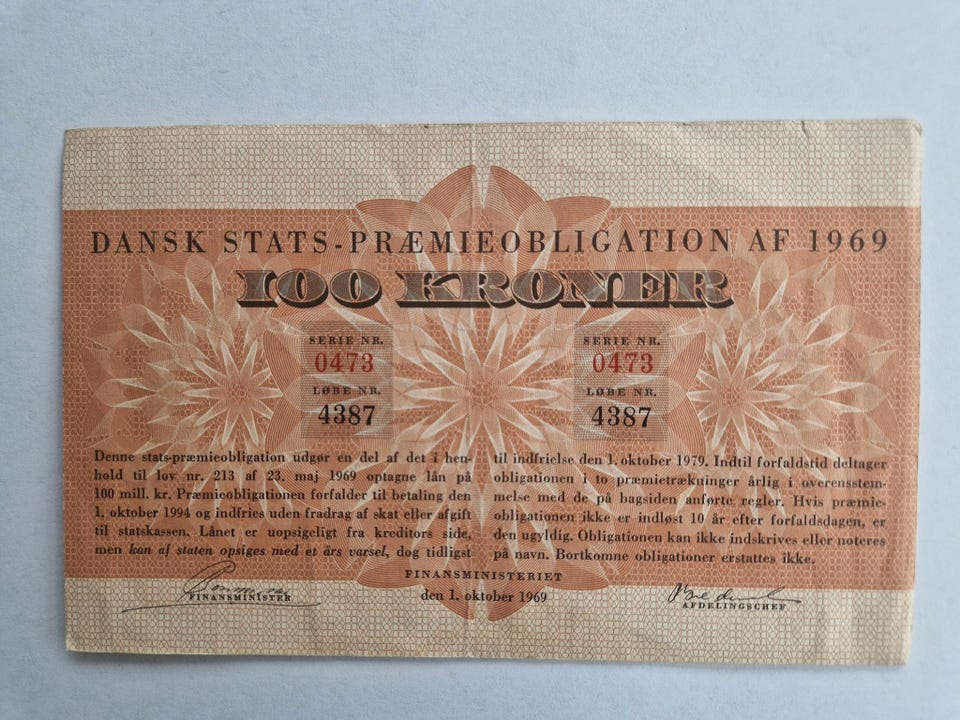 DANSK STATS-PRÆMIEOBLIGATION AF 1969
100 KRONER
SERIE NR.
0473
LØBE NR.
4387
SERIE NR.
0473
LØBE NR.
4387
Denne stats-præmieobligation udgør en del af det i hen-
hold til lov nr. 213 af 23. maj 1969 optagne lån på
100 mill. kr. Præmieobligationen forfalder til betaling den
1. oktober 1994 og indfries uden fradrag af skat eller afgift
til statskassen. Lånet er uopsigeligt fra kreditors side,
men kan af staten opsiges med et års varsel, dog tidligst
til indfrielse den 1. oktober 1979. Indtil forfaldstid deltager
obligationen i to præmietrækninger årlig i overensstem-
melse med de på bagsiden anførte regler. Hvis præmie-
obligationen ikke er indløst 10 år efter forfaldsdagen, er
den ugyldig. Obligationen kan ikke indskrives eller noteres
på navn. Bortkomne obligationer erstattes ikke.
FINANSMINISTERIET
den 1. oktober 1969
FINANSMINISTER
AFDELINGSCHEF